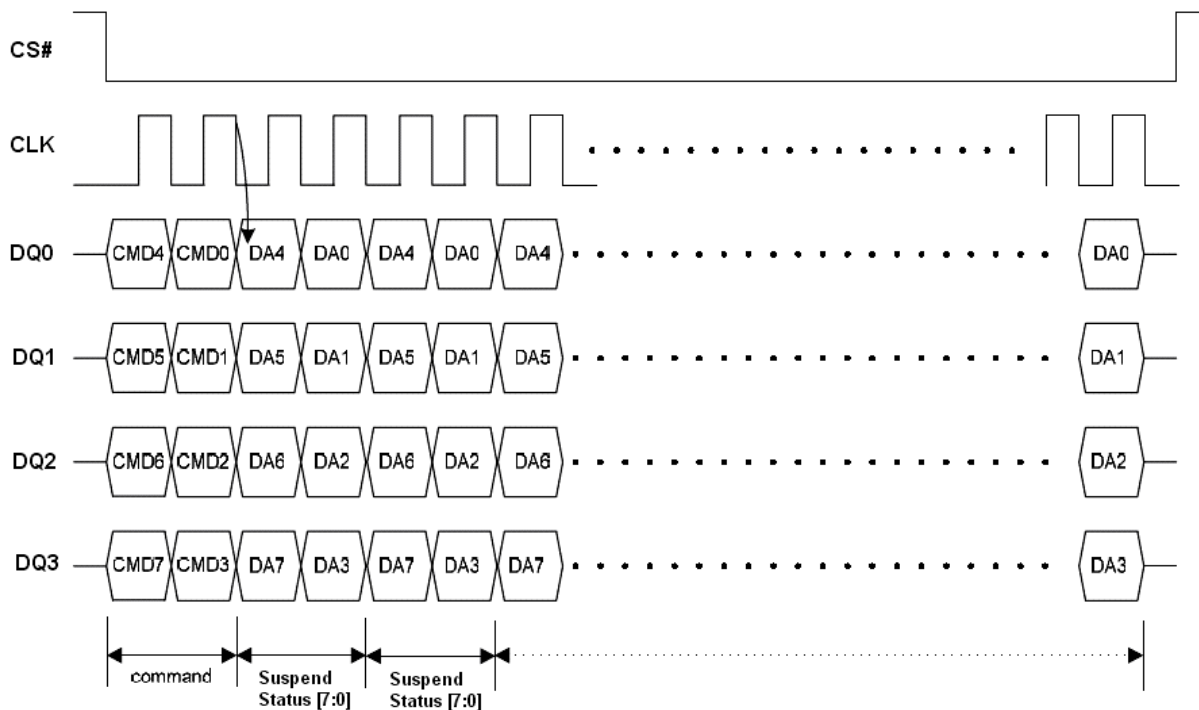 CS#
CLK
DQ0 CMD4 CMD0 DA4 DA0 DA4 DA0 DA4 DA0
DQ1 CMD5 CMD1 DA5 DA1 DA5 DA1 DA5 DA1
DQ2 CMD6 CMD2 DA6 DA2 DA6 DA2 DA6 DA2
DQ3 CMD7 CMD3 DA7 DA3 DA7 DA3 DA7 DA3
command
Suspend
Status [7:0]
Suspend
Status [7:0]